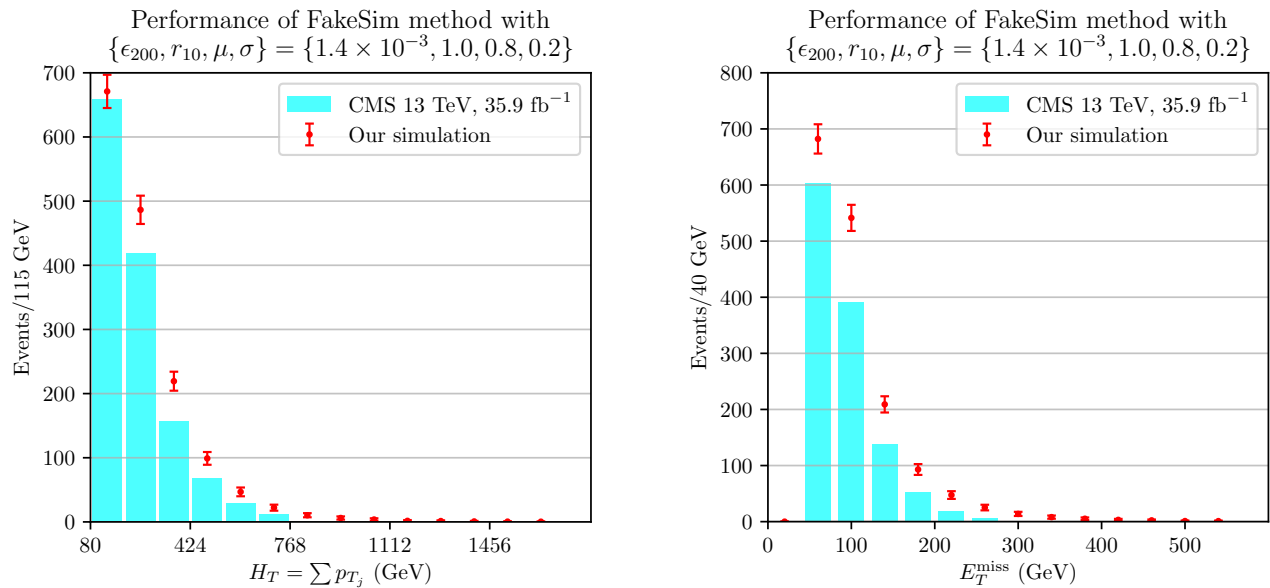 Performance of FakeSim method with
{ϵ₂₀₀, r₁₀, μ, σ} = {1.4 × 10⁻³, 1.0, 0.8, 0.2}
700
600
500
400
300
200
100
0
Events/115 GeV
CMS 13 TeV, 35.9 fb⁻¹
Our simulation
80
424
768
1112
1456
H_T = ∑ p_{T_j} (GeV)
Performance of FakeSim method with
{ϵ₂₀₀, r₁₀, μ, σ} = {1.4 × 10⁻³, 1.0, 0.8, 0.2}
800
700
600
500
400
300
200
100
0
Events/40 GeV
CMS 13 TeV, 35.9 fb⁻¹
Our simulation
0
100
200
300
400
500
E_T^miss (GeV)